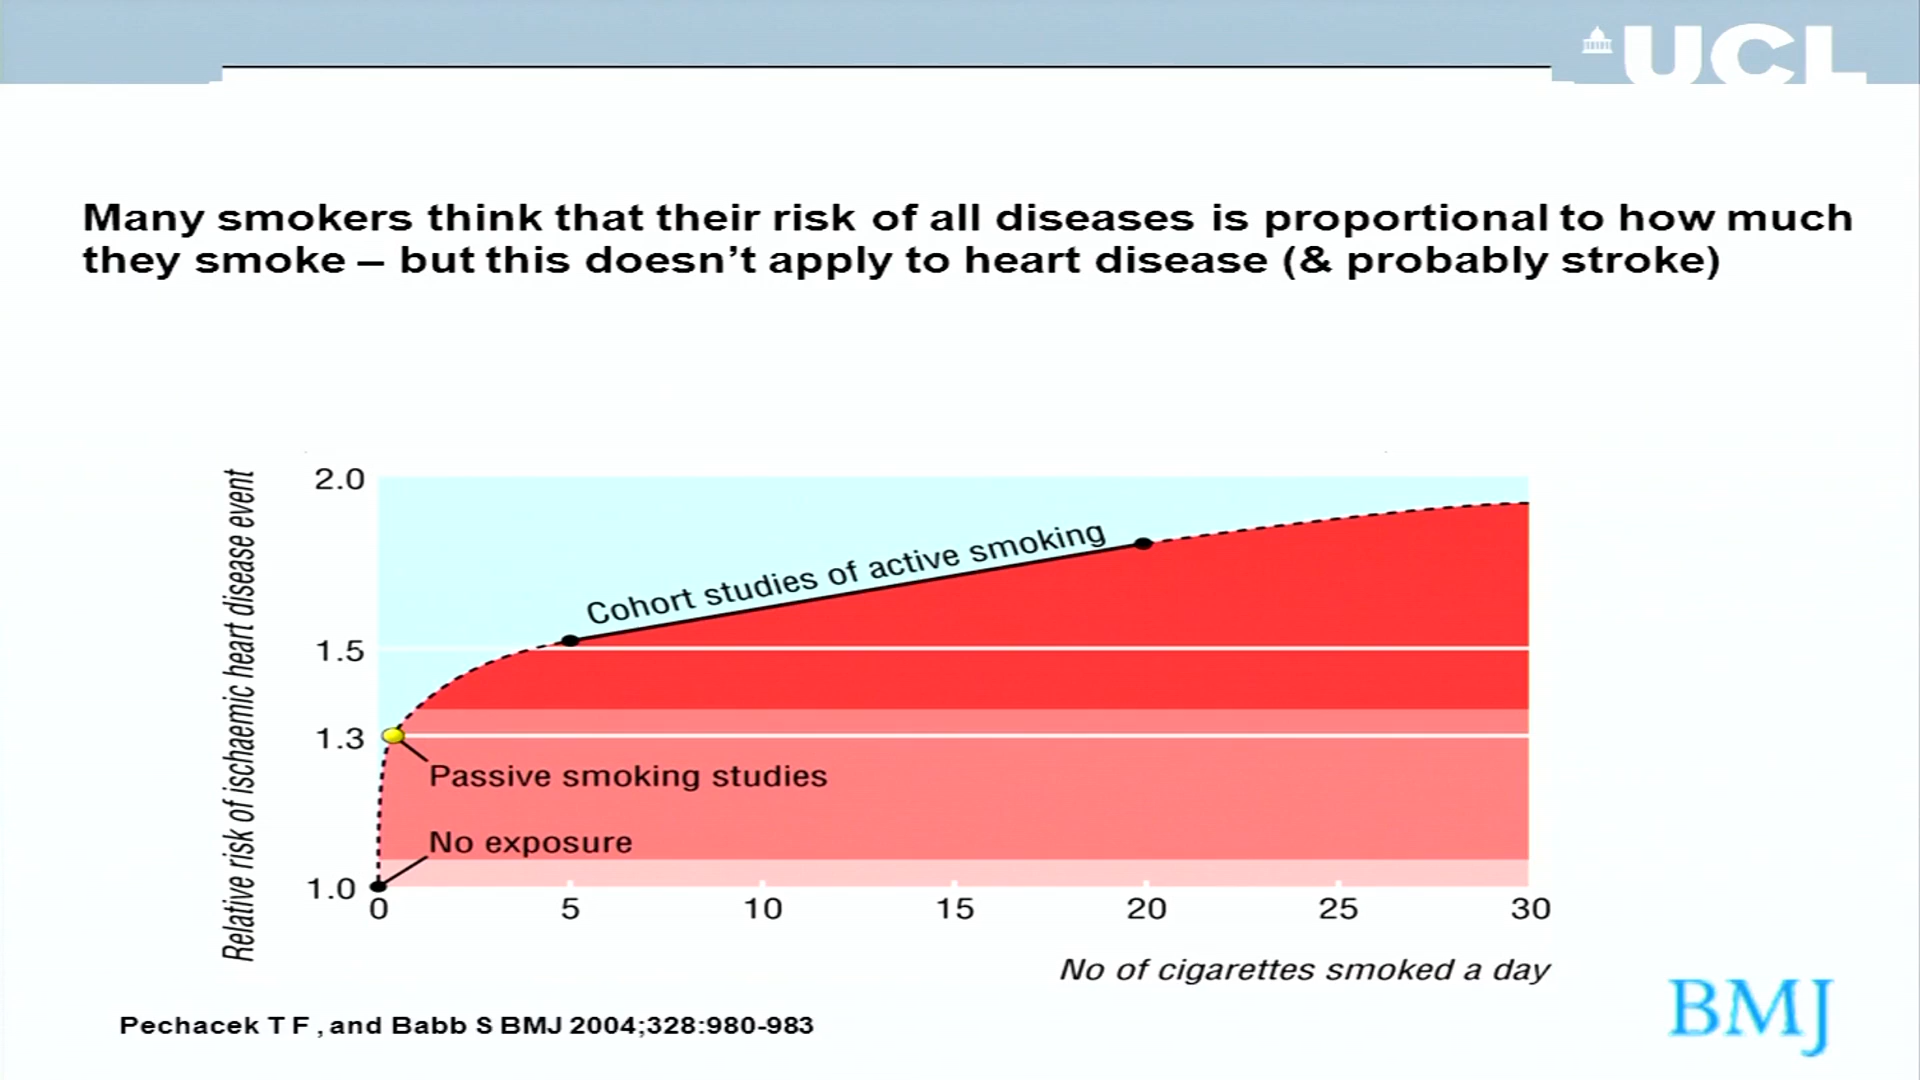 UCL
Many smokers think that their risk of all diseases is proportional to how much
they smoke – but this doesn't apply to heart disease (& probably stroke)
Relative risk of ischaemic heart disease event
2.0
1.5
1.3
1.0
Cohort studies of active smoking
Passive smoking studies
No exposure
0 5 10 15 20 25 30
No of cigarettes smoked a day
Pechacek T F , and Babb S BMJ 2004;328:980-983
BMJ